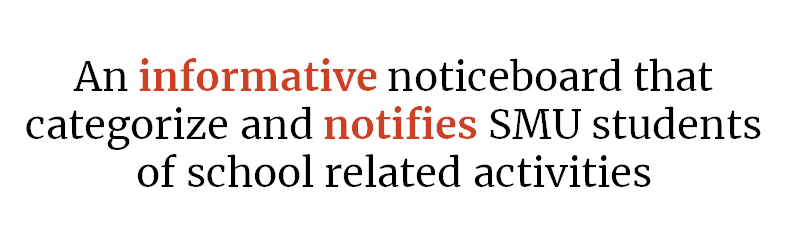 An informative noticeboard that
categorize and notifies SMU students
of school related activities